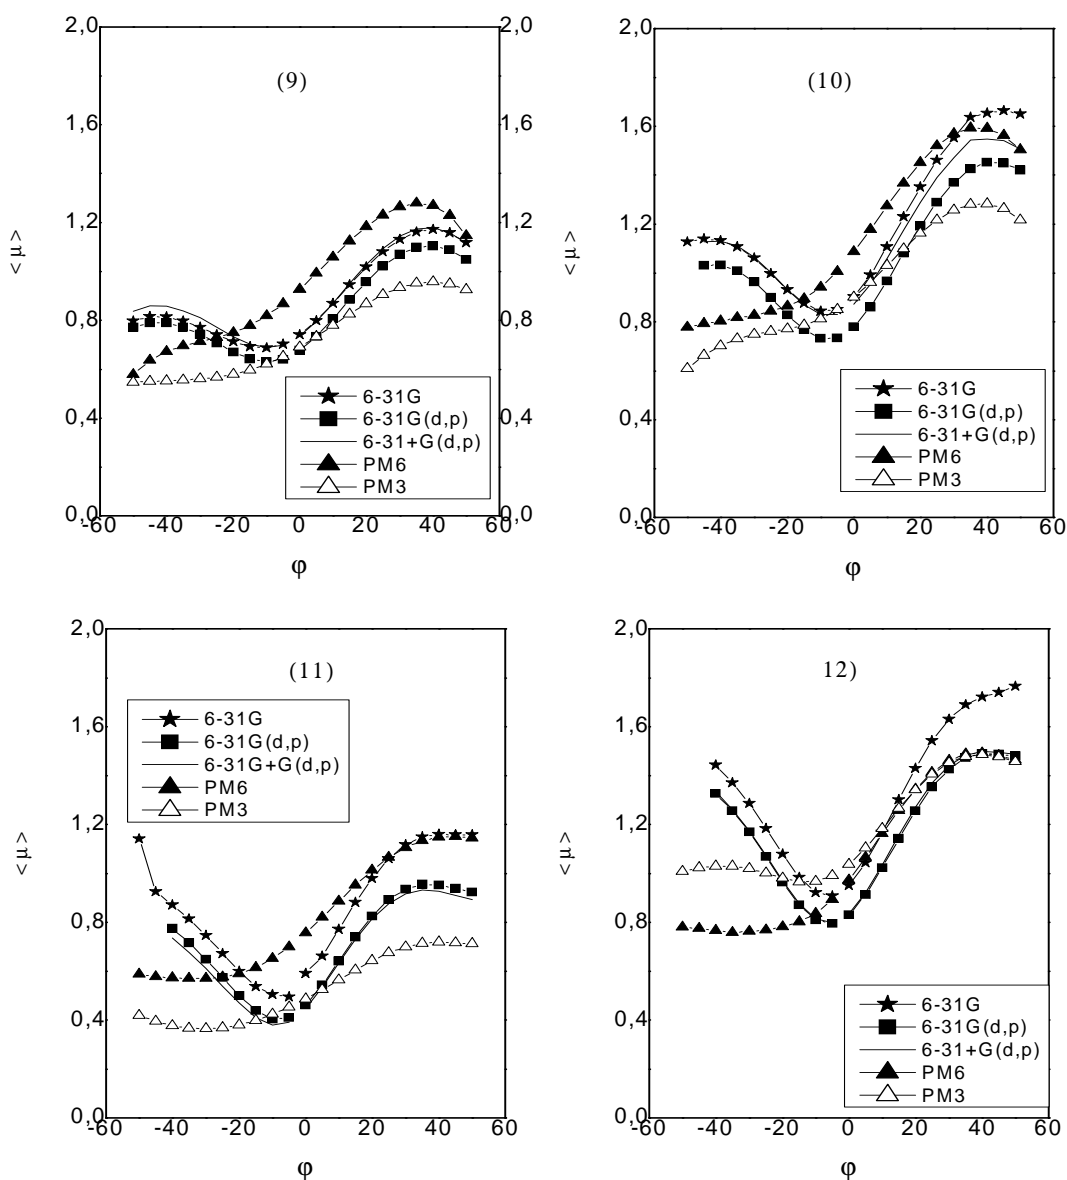 (9)
2,0
1,6
1,2
0,8
0,4
0,0
2,0
1,6
1,2
0,8
0,4
0,0
< μ >
6-31G
6-31G(d,p)
6-31+G(d,p)
PM6
PM3
-60 -40 -20 0 20 40 60
φ
(10)
2,0
1,6
1,2
0,8
0,4
0,0
< μ >
6-31G
6-31G(d,p)
6-31+G(d,p)
PM6
PM3
-60 -40 -20 0 20 40 60
φ
(11)
2,0
1,6
1,2
0,8
0,4
0,0
< μ >
6-31G
6-31G(d,p)
6-31G+G(d,p)
PM6
PM3
-60 -40 -20 0 20 40 60
φ
12)
2,0
1,6
1,2
0,8
0,4
0,0
< μ >
6-31G
6-31G(d,p)
6-31+G(d,p)
PM6
PM3
-60 -40 -20 0 20 40 60
φ